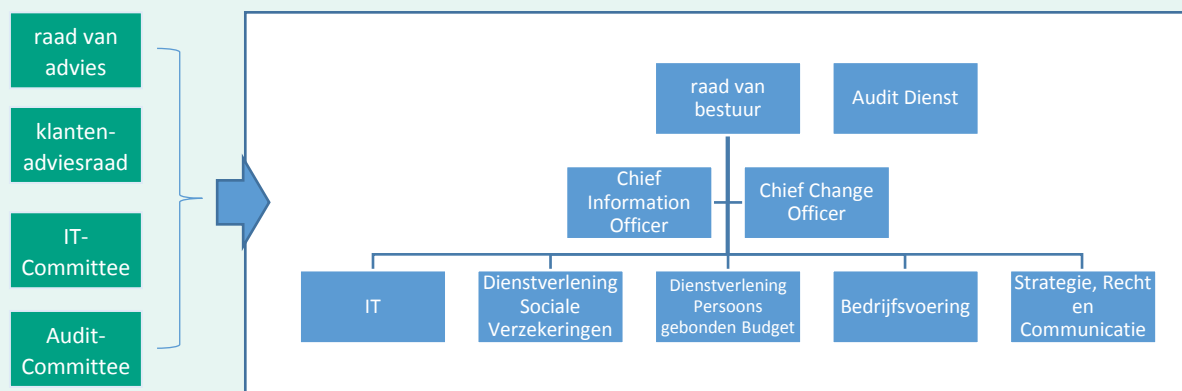 raad van
advies
klanten-
adviesraad
IT-
Committee
Audit-
Committee
raad van
bestuur
Audit Dienst
Chief
Information
Officer
Chief Change
Officer
IT
Dienstverlening
Sociale
Verzekeringen
Dienstverlening
Persoons
gebonden Budget
Bedrijfsvoering
Strategie, Recht
en
Communicatie